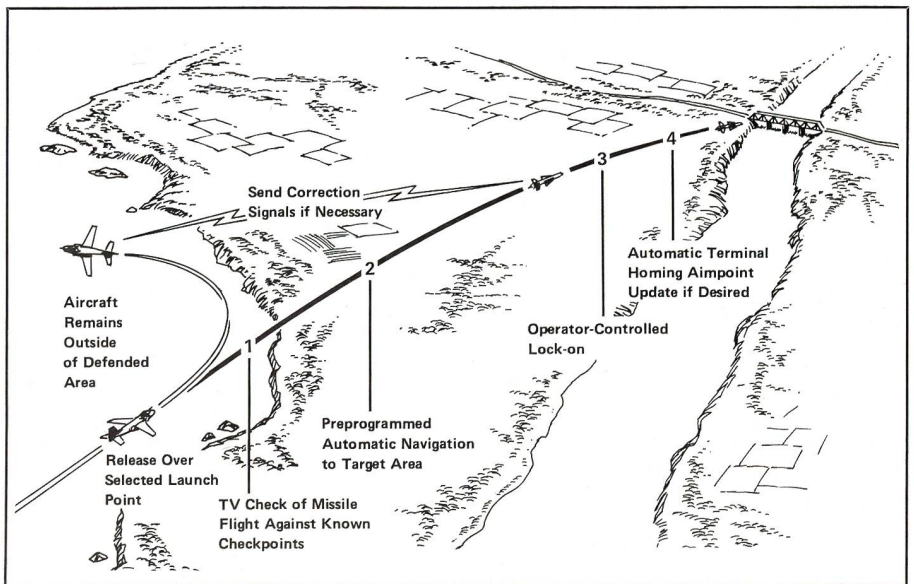 Send Correction
Signals if Necessary
Aircraft
Remains
Outside
of Defended
Area
Release Over
Selected Launch
Point
1
TV Check of Missile
Flight Against Known
Checkpoints
2
Preprogrammed
Automatic Navigation
to Target Area
3
Operator-Controlled
Lock-on
4
Automatic Terminal
Homing Aimpoint
Update if Desired